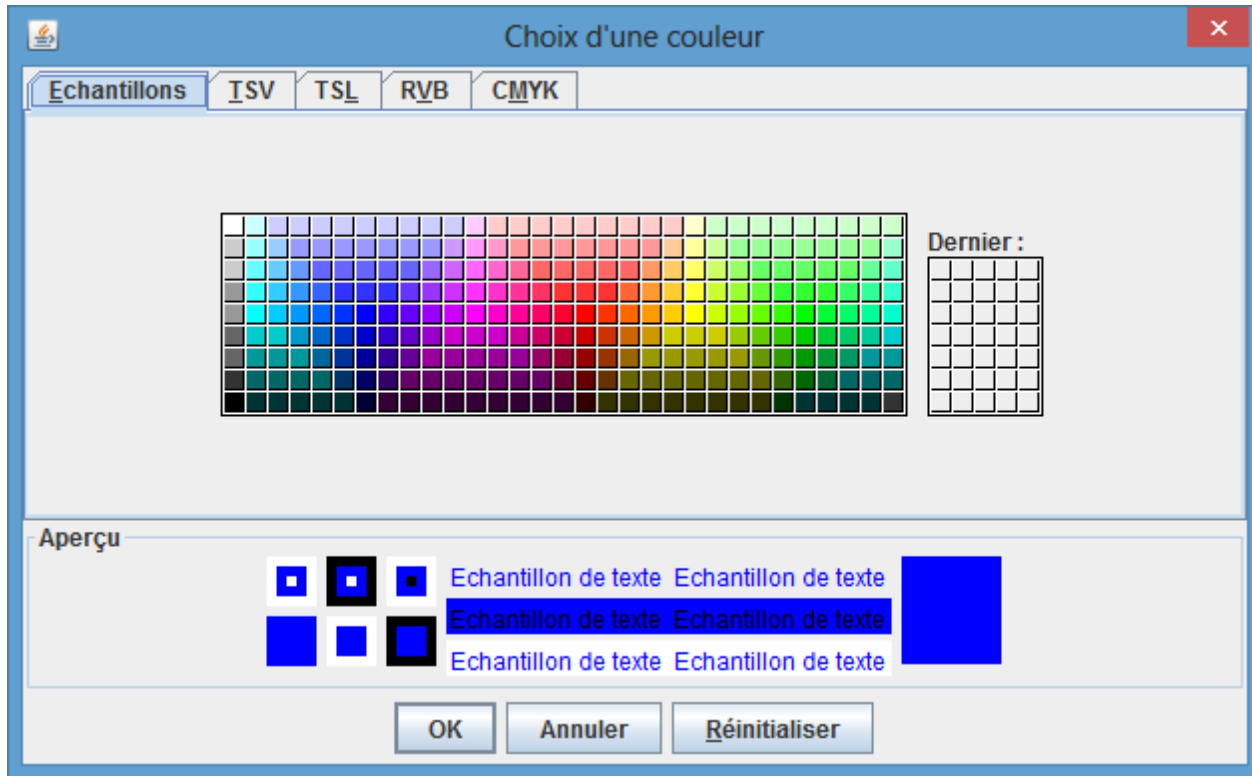 Choix d'une couleur
Echantillons TSV TSL RVB CMYK
Dernier :
Aperçu
Echantillon de texte Echantillon de texte
Echantillon de texte Echantillon de texte
Echantillon de texte Echantillon de texte
OK Annuler Réinitialiser